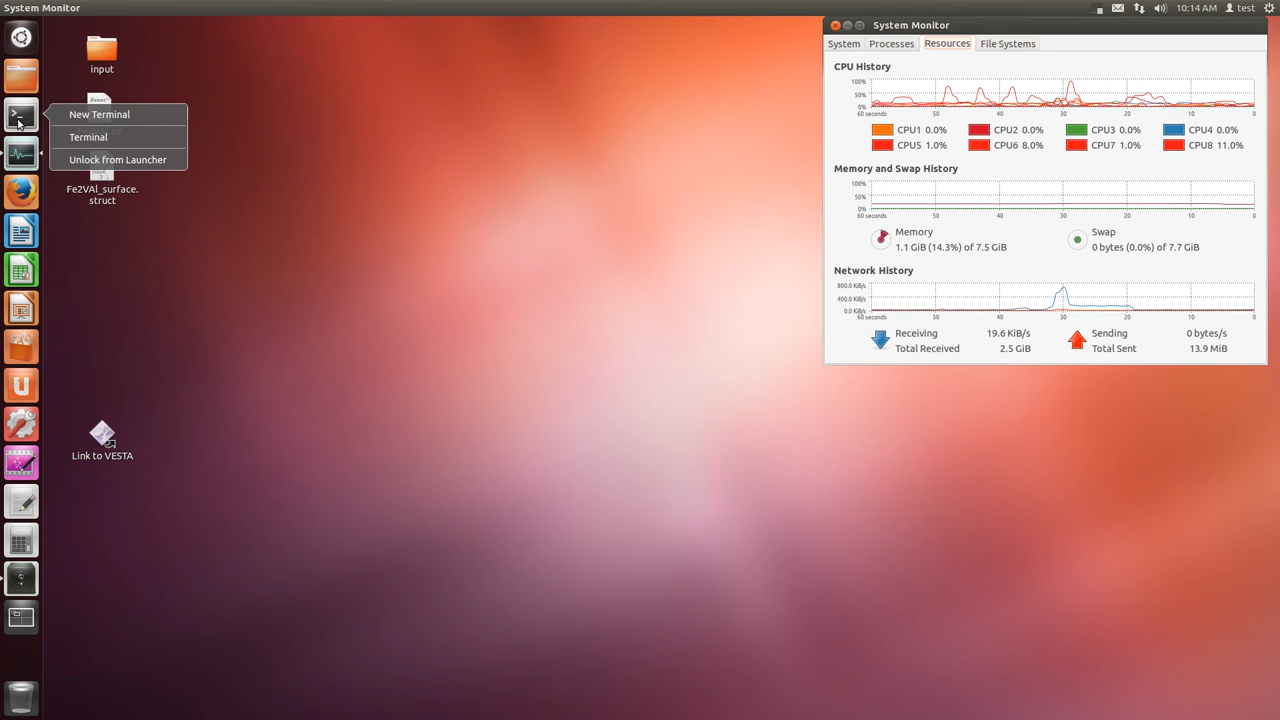 System Monitor
10:14 AM
test
System Monitor
System
Processes
Resources
File Systems
CPU History
100%
50%
0%
60 seconds
50
40
30
20
10
0
CPU1 0.0%
CPU2 0.0%
CPU3 0.0%
CPU4 0.0%
CPU5 1.0%
CPU6 8.0%
CPU7 1.0%
CPU8 11.0%
Memory and Swap History
100%
50%
0%
60 seconds
50
40
30
20
10
0
Memory
1.1 GiB (14.3%) of 7.5 GiB
Swap
0 bytes (0.0%) of 7.7 GiB
Network History
800.0 KiB/s
400.0 KiB/s
0.0 KiB/s
60 seconds
50
40
30
20
10
0
Receiving
19.6 KiB/s
Total Received
2.5 GiB
Sending
0 bytes/s
Total Sent
13.9 MiB
input
New Terminal
Terminal
Unlock from Launcher
Fe2VAl_surface.
struct
Link to VESTA